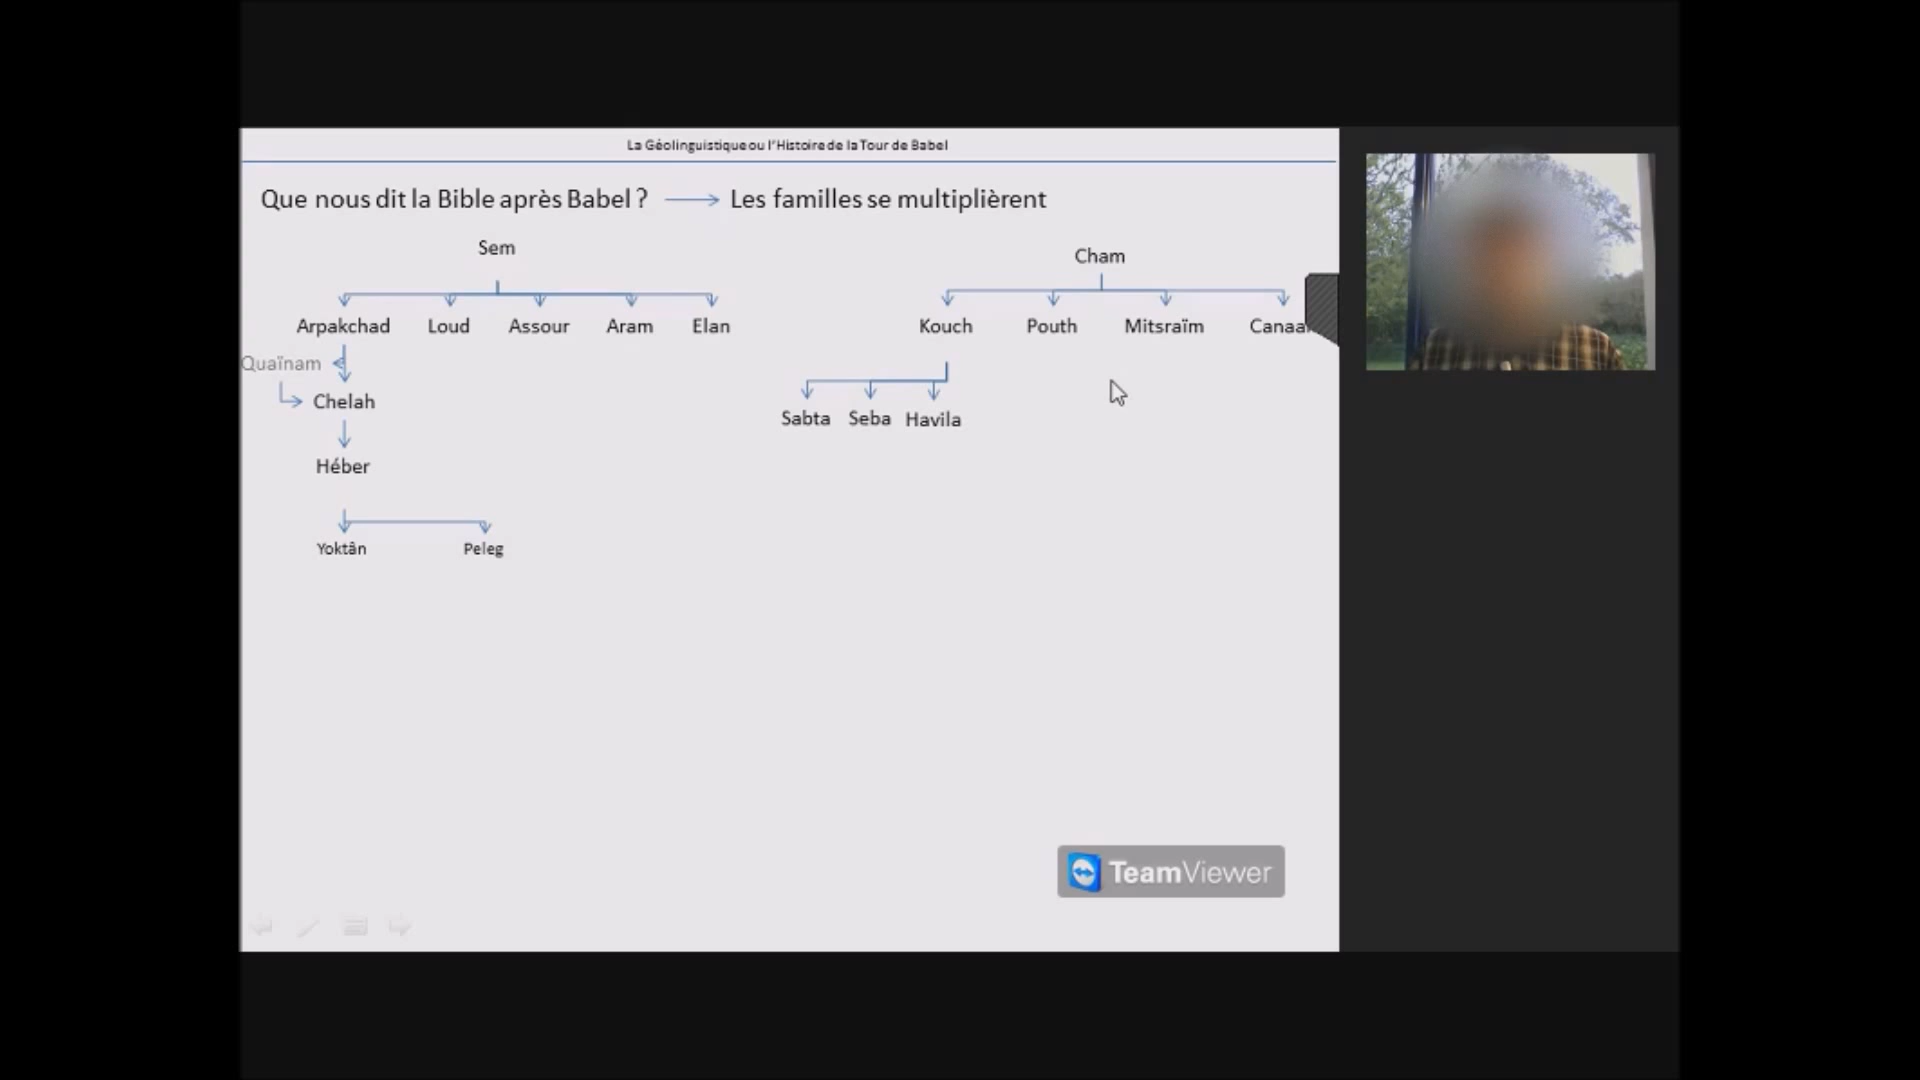 La Géolinguistique ou l'Histoire de la Tour de Babel
Que nous dit la Bible après Babel ? Les familles se multiplièrent
Sem
Cham
Arpakchad Loud Assour Aram Elan
Kouch Pouth Mitsraïm
Quaïnam
Chelah
Sabta Seba Havila
Héber
Yoktân Peleg
TeamViewer